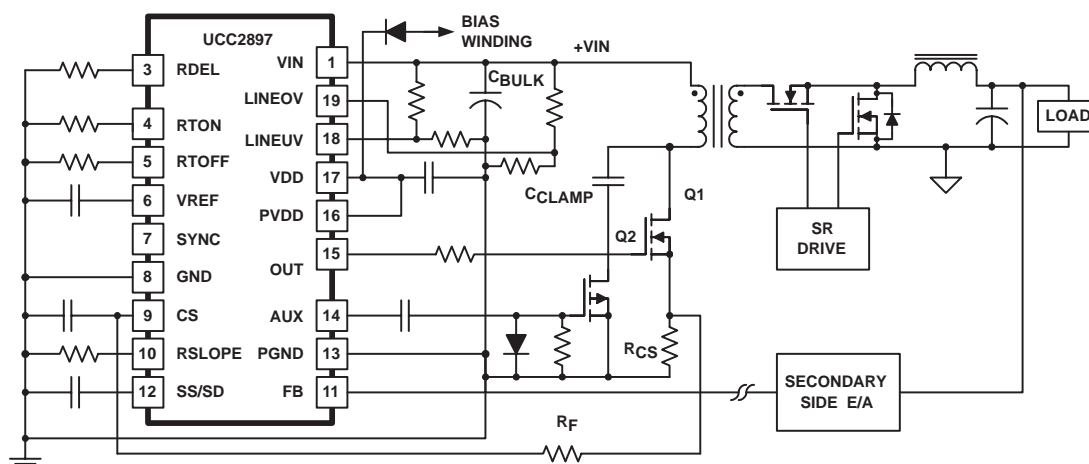 UCC2897
BIAS
WINDING
+VIN
3 RDEL
VIN 1
CBULK
LINEOV 19
4 RTON
LINEUV 18
5 RTOFF
VDD 17
6 VREF
PVDD 16
7 SYNC
OUT 15
8 GND
9 CS
AUX 14
10 RSLOPE
PGND 13
12 SS/SD
FB 11
CCLAMP
Q1
Q2
RCS
RF
LOAD
SR
DRIVE
SECONDARY
SIDE E/A